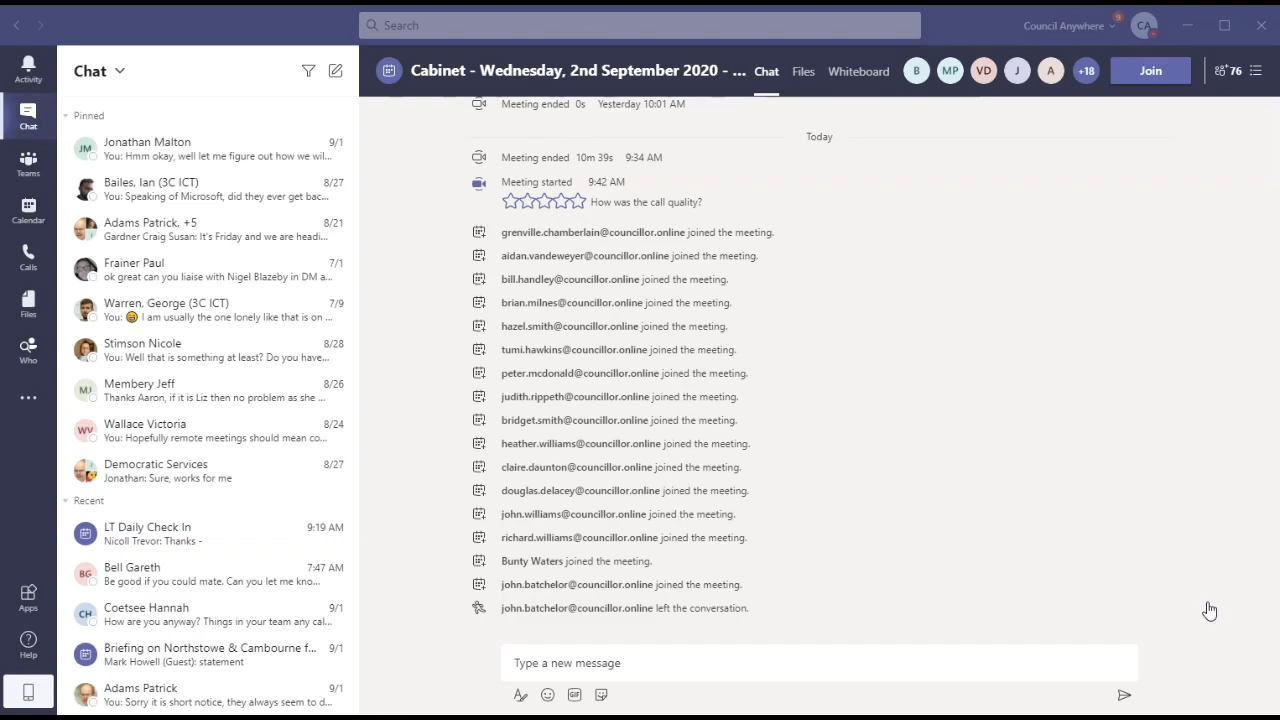 Search
Council Anywhere
9
CA
Activity
Chat
Teams
Calendar
Calls
Files
Who
Apps
Help
Chat
Pinned
JM
Jonathan Malton 9/1
You: Hmm okay, well let me figure out how we wil...
Bailes, Ian (3C ICT) 8/27
You: Speaking of Microsoft, did they ever get bac...
Adams Patrick, +5 8/21
Gardner Craig Susan: It's Friday and we are headi...
Frainer Paul 7/1
ok great can you liaise with Nigel Blazeby in DM a...
Warren, George (3C ICT) 7/9
You: 😄 I am usually the one lonely like that is on ...
Stimson Nicole 8/28
You: Well that is something at least? Do you have...
MJ
Membery Jeff 8/26
Thanks Aaron, if it is Liz then no problem as she ...
WV
Wallace Victoria 8/24
You: Hopefully remote meetings should mean co...
Democratic Services 8/27
Jonathan: Sure, works for me
Recent
LT Daily Check In 9:19 AM
Nicoll Trevor: Thanks -
BG
Bell Gareth 7:47 AM
Be good if you could mate. Can you let me kno...
CH
Coetsee Hannah 9/1
How are you anyway? Things in your team any cal...
Briefing on Northstowe & Cambourne f... 9/1
Mark Howell (Guest): statement
Adams Patrick 9/1
You: Sorry it is short notice, they always seem to d...
Cabinet - Wednesday, 2nd September 2020 - ... Chat Files Whiteboard B MP VD J A +18 Join 76
Meeting ended 0s Yesterday 10:01 AM
Today
Meeting ended 10m 39s 9:34 AM
Meeting started 9:42 AM
How was the call quality?
grenville.chamberlain@councillor.online joined the meeting.
aidan.vandeweyer@councillor.online joined the meeting.
bill.handley@councillor.online joined the meeting.
brian.milnes@councillor.online joined the meeting.
hazel.smith@councillor.online joined the meeting.
tumi.hawkins@councillor.online joined the meeting.
peter.mcdonald@councillor.online joined the meeting.
judith.rippeth@councillor.online joined the meeting.
bridget.smith@councillor.online joined the meeting.
heather.williams@councillor.online joined the meeting.
claire.daunton@councillor.online joined the meeting.
douglas.delacey@councillor.online joined the meeting.
john.williams@councillor.online joined the meeting.
richard.williams@councillor.online joined the meeting.
Bunty Waters joined the meeting.
john.batchelor@councillor.online joined the meeting.
john.batchelor@councillor.online left the conversation.
Type a new message
GIF